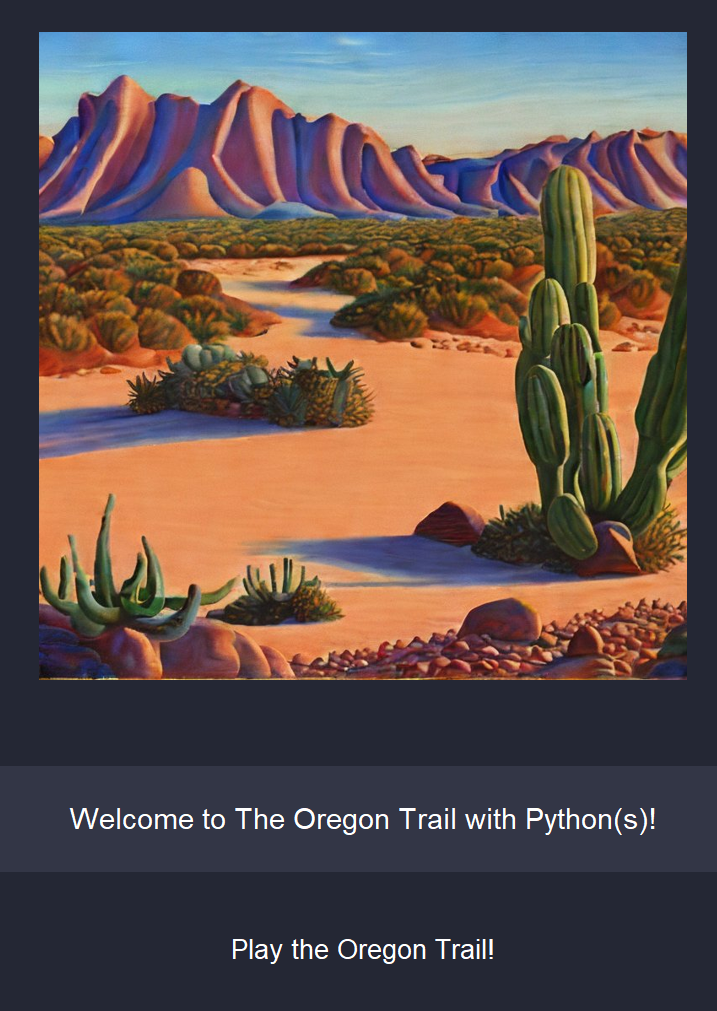 Welcome to The Oregon Trail with Python(s)!
Play the Oregon Trail!